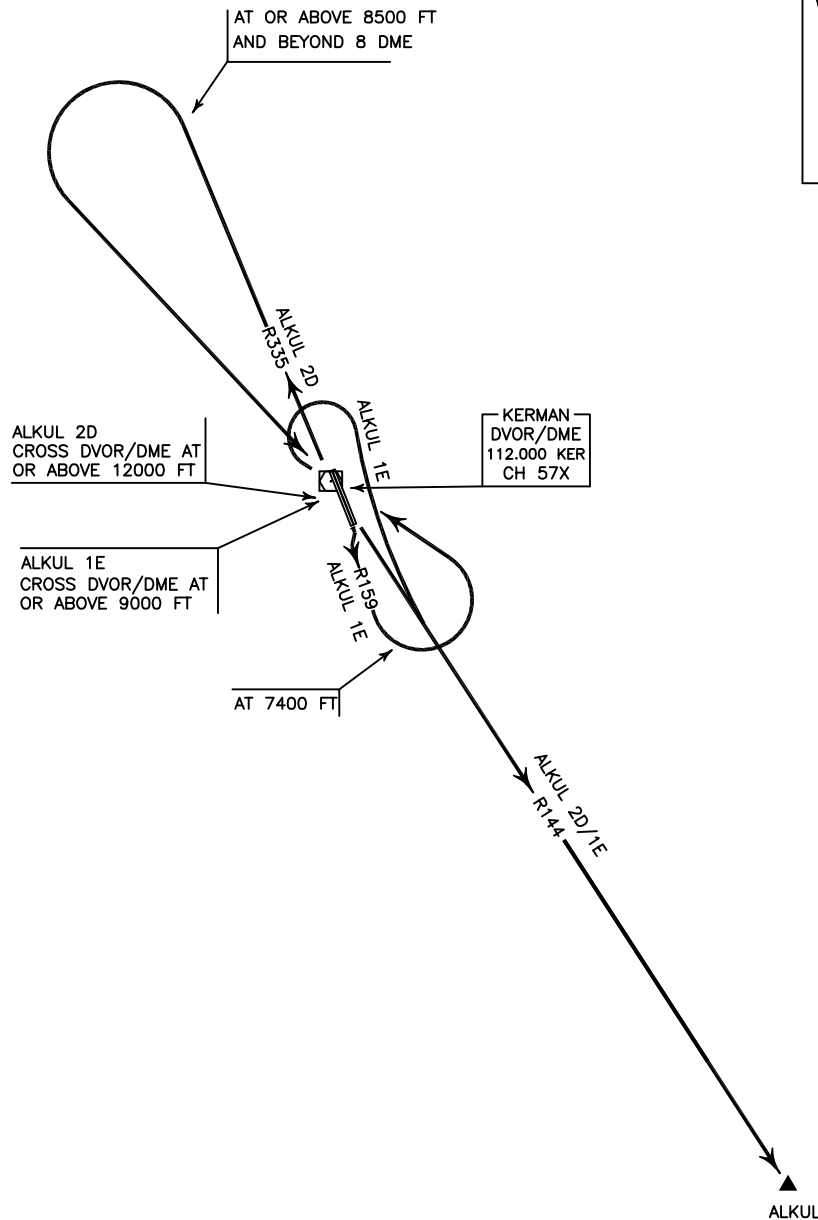 AT OR ABOVE 8500 FT
AND BEYOND 8 DME
ALKUL 2D
R335
ALKUL 1E
KERMAN
DVOR/DME
112.000 KER
CH 57X
ALKUL 2D
CROSS DVOR/DME AT
OR ABOVE 12000 FT
ALKUL 1E
CROSS DVOR/DME AT
OR ABOVE 9000 FT
R159
ALKUL 1E
AT 7400 FT
ALKUL 2D/1E
R144
ALKUL